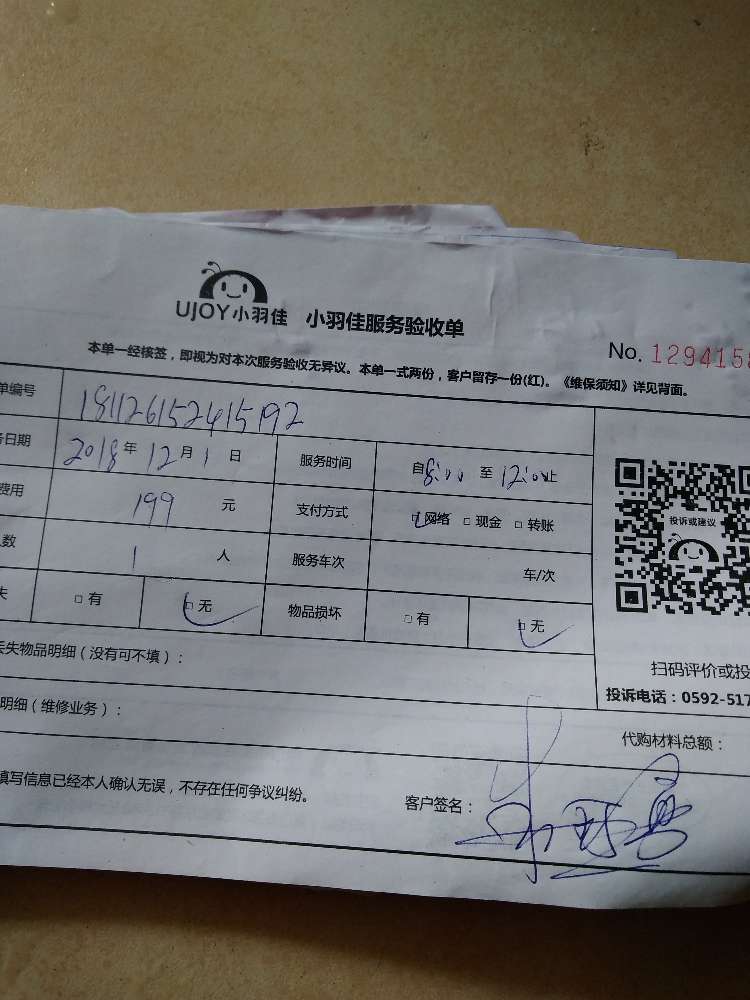 UJOY小羽佳 小羽佳服务验收单
No. 1294158
本单一经核签，即视为对本次服务验收无异议。本单一式两份，客户留存一份(红)。《维保须知》详见背面。
单编号 181126152415192
务日期 2018年12月1日 服务时间 自8:00至12:00止
费用 199 元 支付方式 □网络 □现金 □转账
人数 1 人 服务车次 车/次
失 □有 □无 物品损坏 □有 □无
投诉或建议
扫码评价或投
投诉电话：0592-517
丢失物品明细（没有可不填）：
明细（维修业务）： 代购材料总额：
填写信息已经本人确认无误，不存在任何争议纠纷。 客户签名：